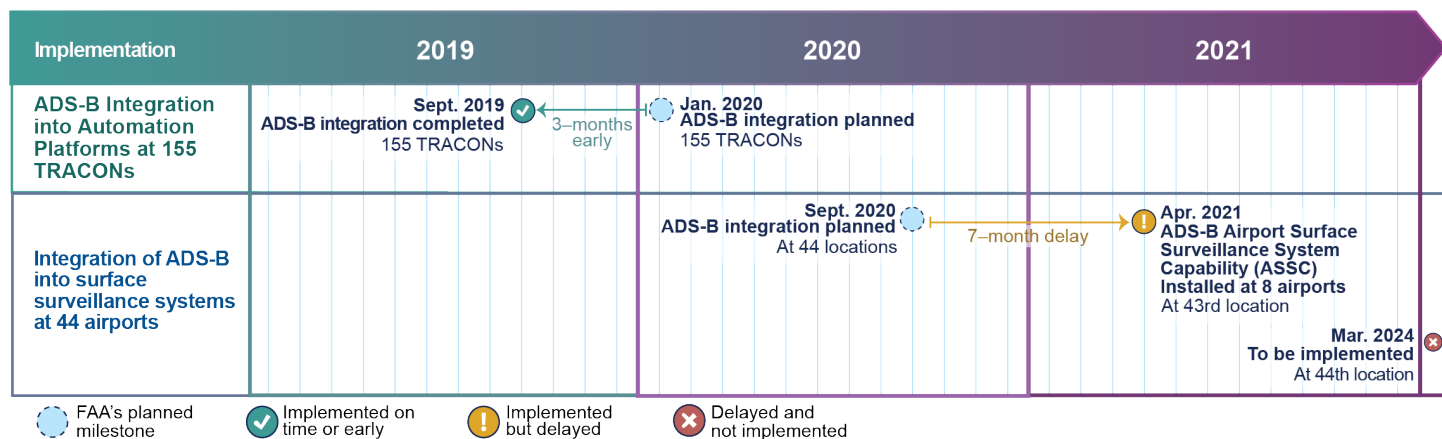 Implementation
2019
2020
2021
ADS-B Integration
into Automation
Platforms at 155
TRACONs
Sept. 2019
ADS-B integration completed
155 TRACONs
3–months
early
Jan. 2020
ADS-B integration planned
155 TRACONs
Integration of ADS-B
into surface
surveillance systems
at 44 airports
Sept. 2020
ADS-B integration planned
At 44 locations
7–month delay
Apr. 2021
ADS-B Airport Surface
Surveillance System
Capability (ASSC)
Installed at 8 airports
At 43rd location
Mar. 2024
To be implemented
At 44th location
FAA's planned
milestone
Implemented on
time or early
Implemented
but delayed
Delayed and
not implemented